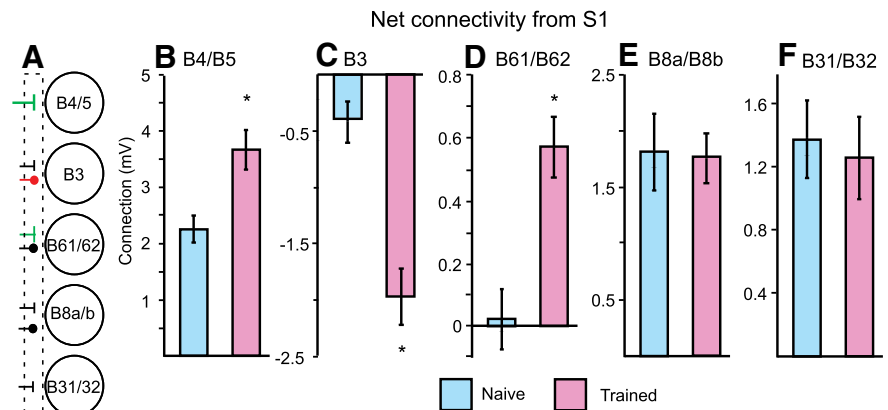 Net connectivity from S1
A
B4/5
B3
B61/62
B8a/b
B31/32
B B4/B5
Connection (mV)
5
4
3
2
1
*
C B3
-0.5
-1.5
-2.5
*
D B61/B62
0.8
0.6
0.4
0.2
0
*
E B8a/B8b
2.5
1.5
0.5
F B31/B32
1.6
1.2
0.8
0.4
Naive
Trained